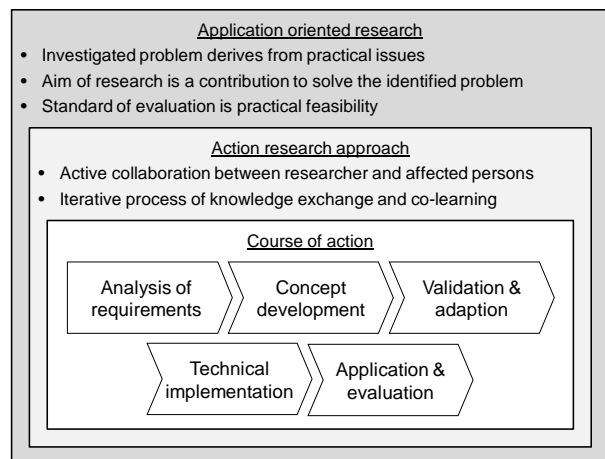 Application oriented research
• Investigated problem derives from practical issues
• Aim of research is a contribution to solve the identified problem
• Standard of evaluation is practical feasibility
Action research approach
• Active collaboration between researcher and affected persons
• Iterative process of knowledge exchange and co-learning
Course of action
Analysis of
requirements
Concept
development
Validation &
adaption
Technical
implementation
Application &
evaluation